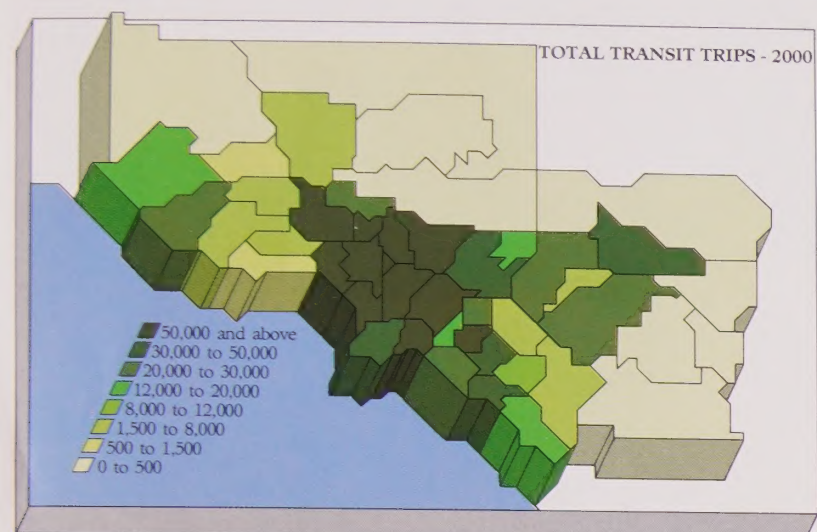 TOTAL TRANSIT TRIPS - 2000
50,000 and above
30,000 to 50,000
20,000 to 30,000
12,000 to 20,000
8,000 to 12,000
1,500 to 8,000
500 to 1,500
0 to 500